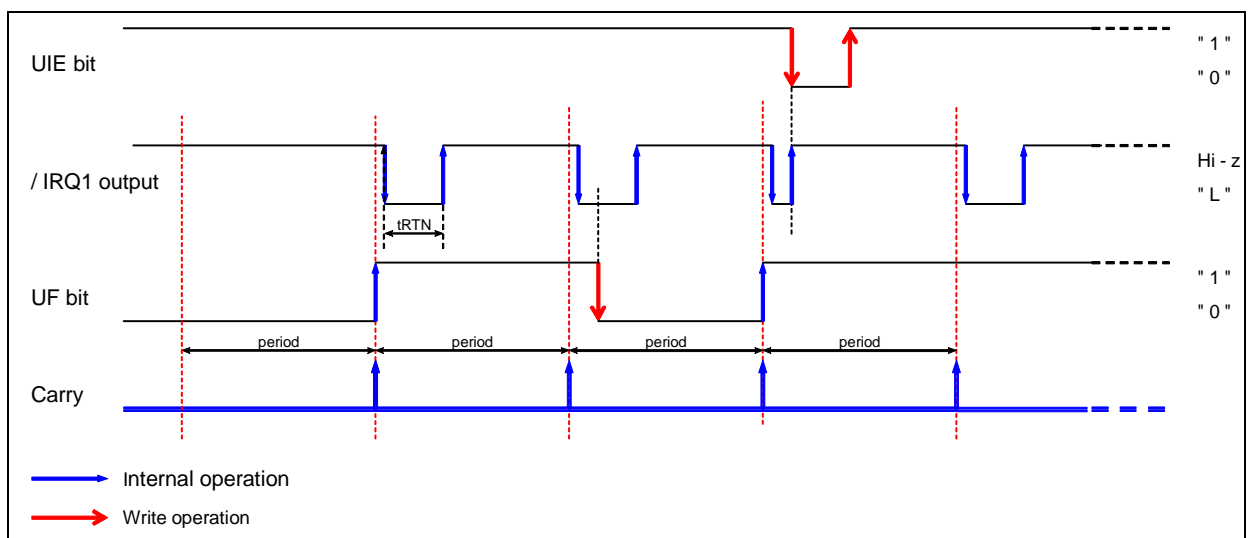 UIE bit
" 1 "
" 0 "
/ IRQ1 output
Hi - z
" L "
tRTN
UF bit
" 1 "
" 0 "
period period period period
Carry
Internal operation
Write operation